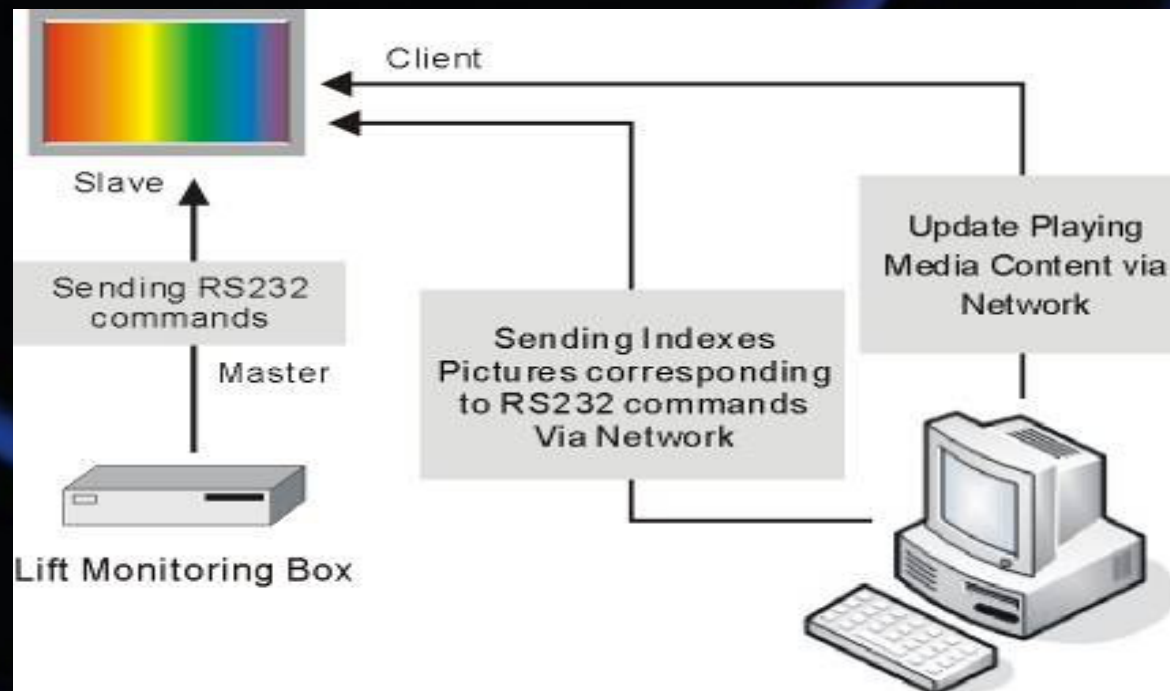 Client
Slave
Sending RS232
commands
Master
Lift Monitoring Box
Sending Indexes
Pictures corresponding
to RS232 commands
Via Network
Update Playing
Media Content via
Network